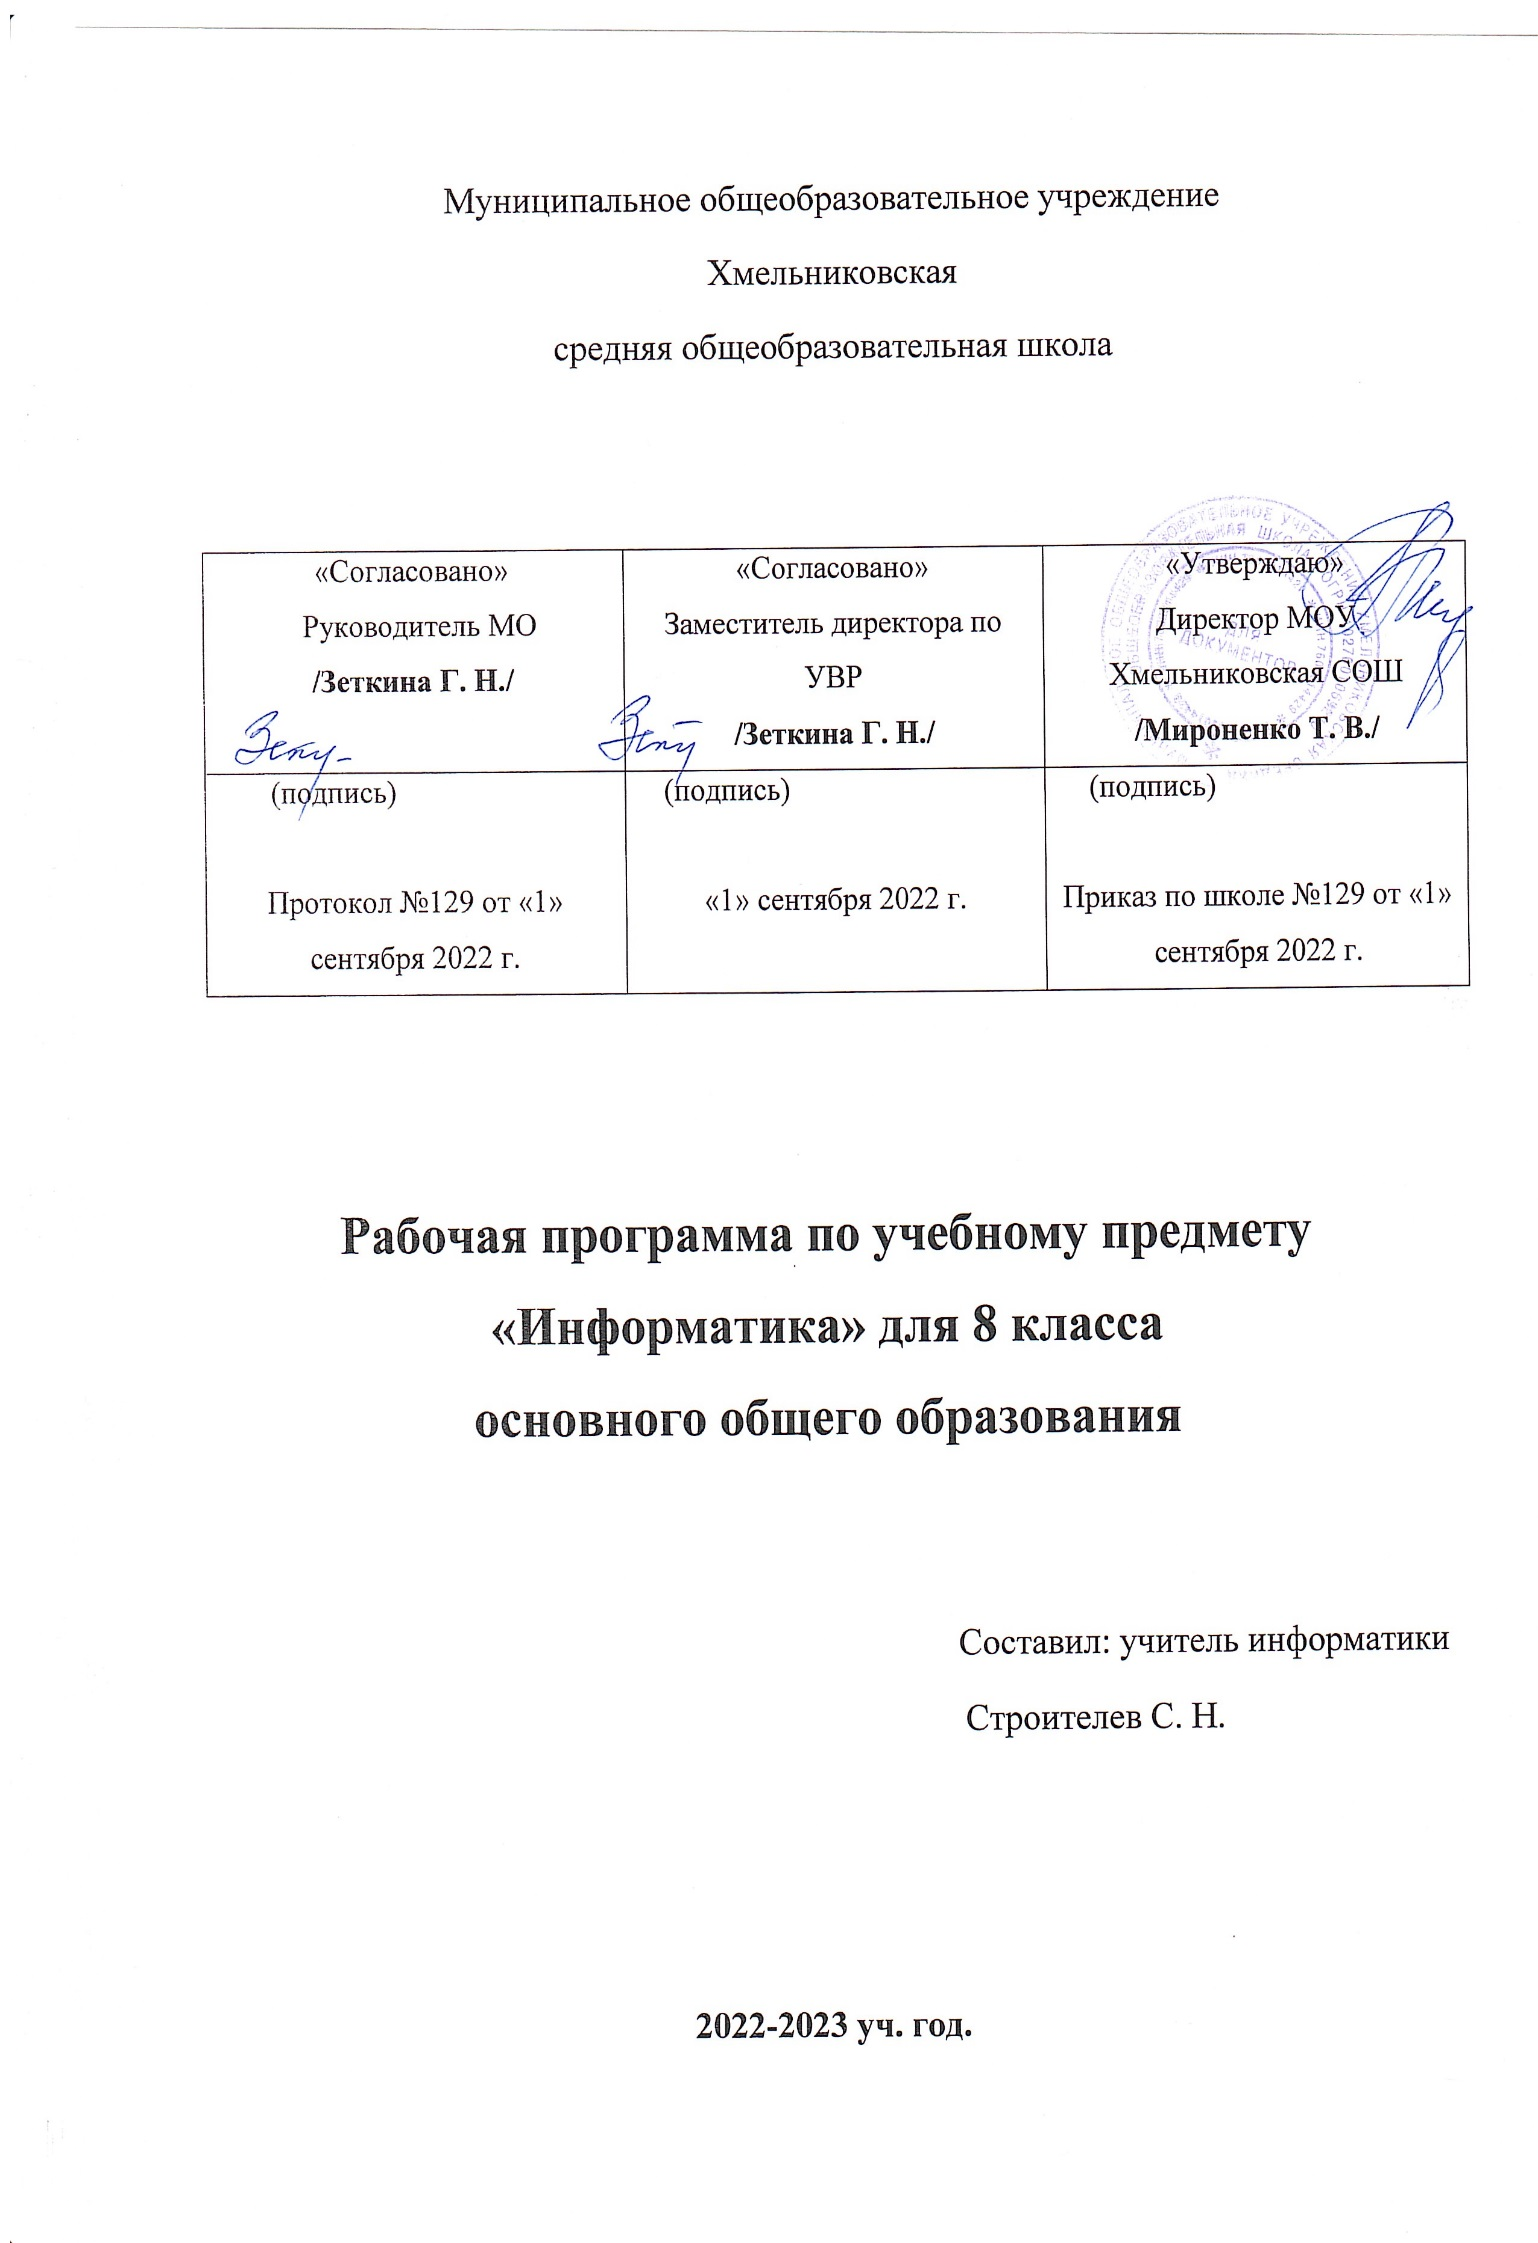 Муниципальное общеобразовательное учреждение
Хмельниковская
средняя общеобразовательная школа
«Согласовано»
Руководитель МО
/Зеткина Г. Н./
«Согласовано»
Заместитель директора по
УВР
/Зеткина Г. Н./
«Утверждаю»
Директор МОУ
Хмельниковская СОШ
/Мироненко Т. В./
ДЛЯ
ДОКУМЕНТОВ
(подпись)
Протокол №129 от «1»
сентября 2022 г.
(подпись)
«1» сентября 2022 г.
(подпись)
Приказ по школе №129 от «1»
сентября 2022 г.
Рабочая программа по учебному предмету
«Информатика» для 8 класса
основного общего образования
Составил: учитель информатики
Строителев С. Н.
2022-2023 уч. год.